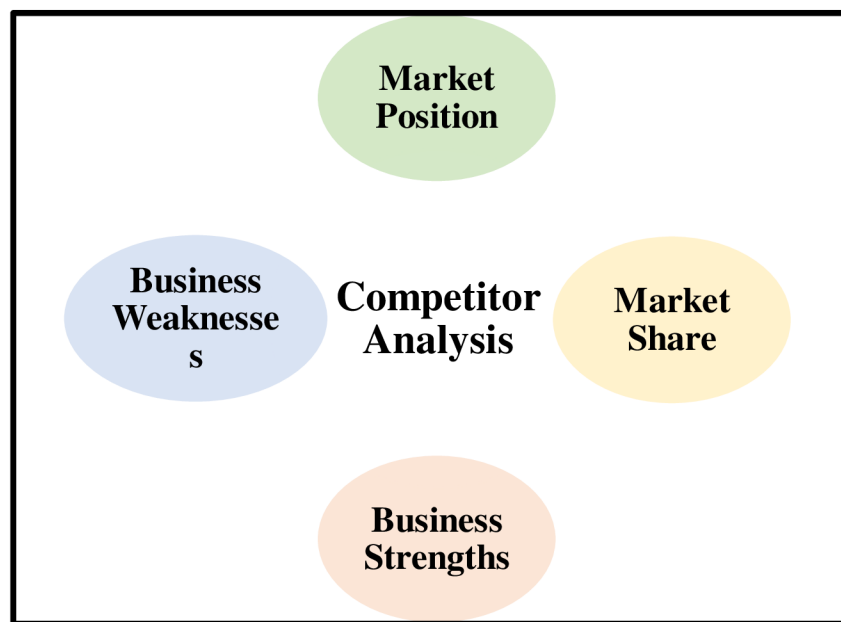 Market
Position
Business
Weaknesse
s
Competitor
Analysis
Market
Share
Business
Strengths